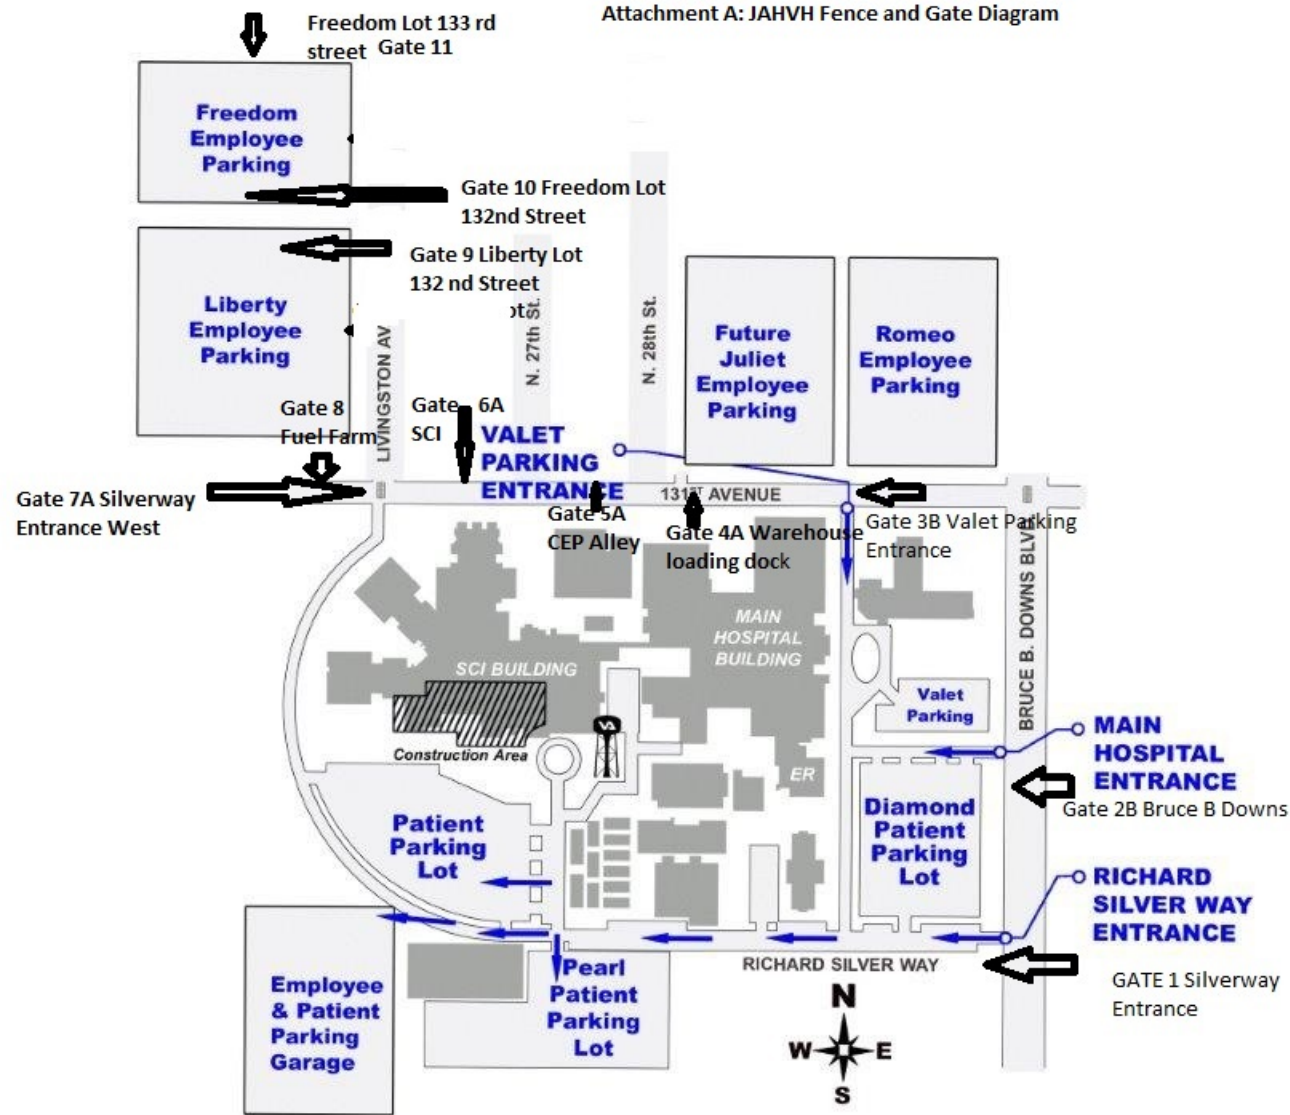 Attachment A: JAHVH Fence and Gate Diagram
Freedom Lot 133 rd
street Gate 11
Freedom
Employee
Parking
Gate 10 Freedom Lot
132nd Street
Gate 9 Liberty Lot
132 nd Street
ot
Liberty
Employee
Parking
LIVINGSTON AV
N. 27th St.
N. 28th St.
Future
Juliet
Employee
Parking
Romeo
Employee
Parking
Gate 8
Fuel Farm
Gate 6A
SCI
VALET
PARKING
ENTRANCE
131ST AVENUE
Gate 7A Silverway
Entrance West
Gate 5A
CEP Alley
Gate 4A Warehouse
loading dock
Gate 3B Valet Parking
Entrance
BRUCE B. DOWNS BLVD
MAIN
HOSPITAL
BUILDING
SCI BUILDING
VA
Construction Area
ER
Valet
Parking
MAIN
HOSPITAL
ENTRANCE
Gate 2B Bruce B Downs
Diamond
Patient
Parking
Lot
Patient
Parking
Lot
RICHARD
SILVER WAY
ENTRANCE
RICHARD SILVER WAY
GATE 1 Silverway
Entrance
Employee
& Patient
Parking
Garage
Pearl
Patient
Parking
Lot
N
W E
S